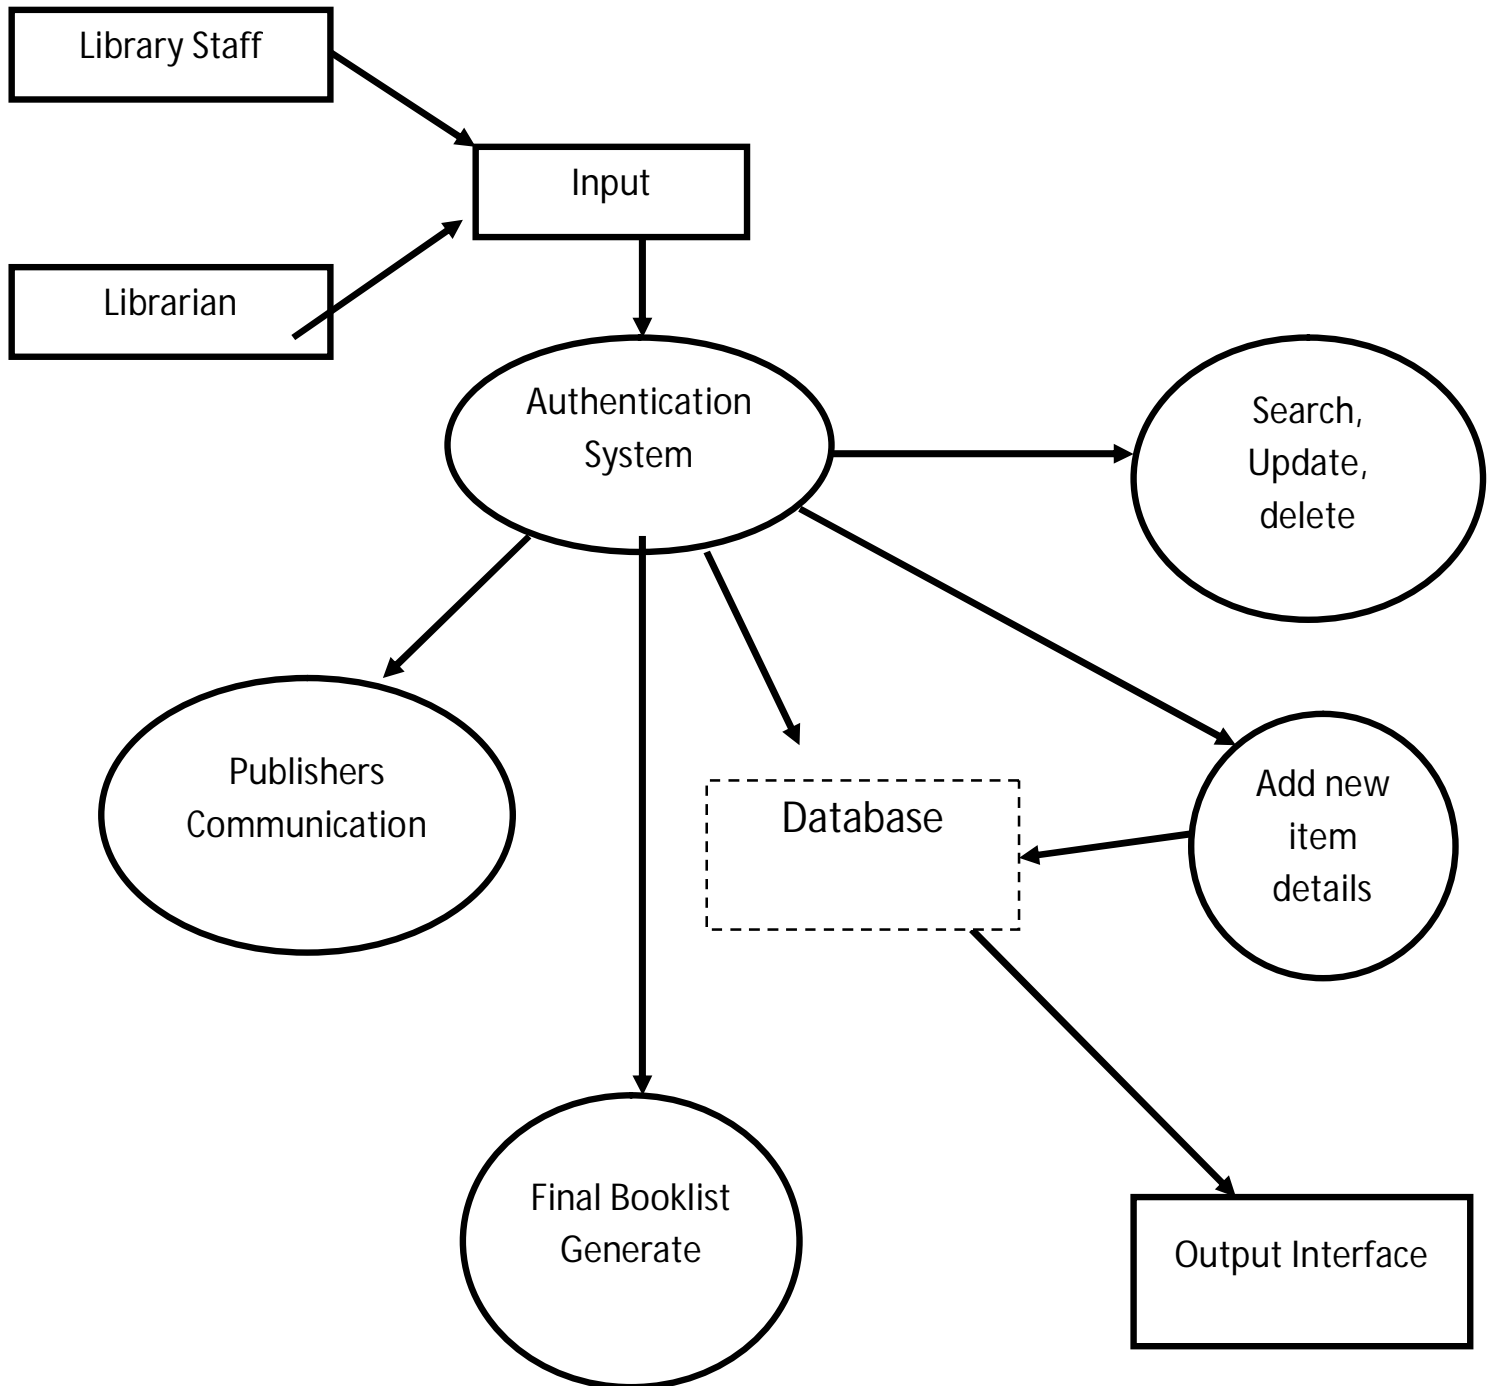 Library Staff
Input
Librarian
Authentication
System
Search,
Update,
delete
Publishers
Communication
Database
Add new
item
details
Final Booklist
Generate
Output Interface